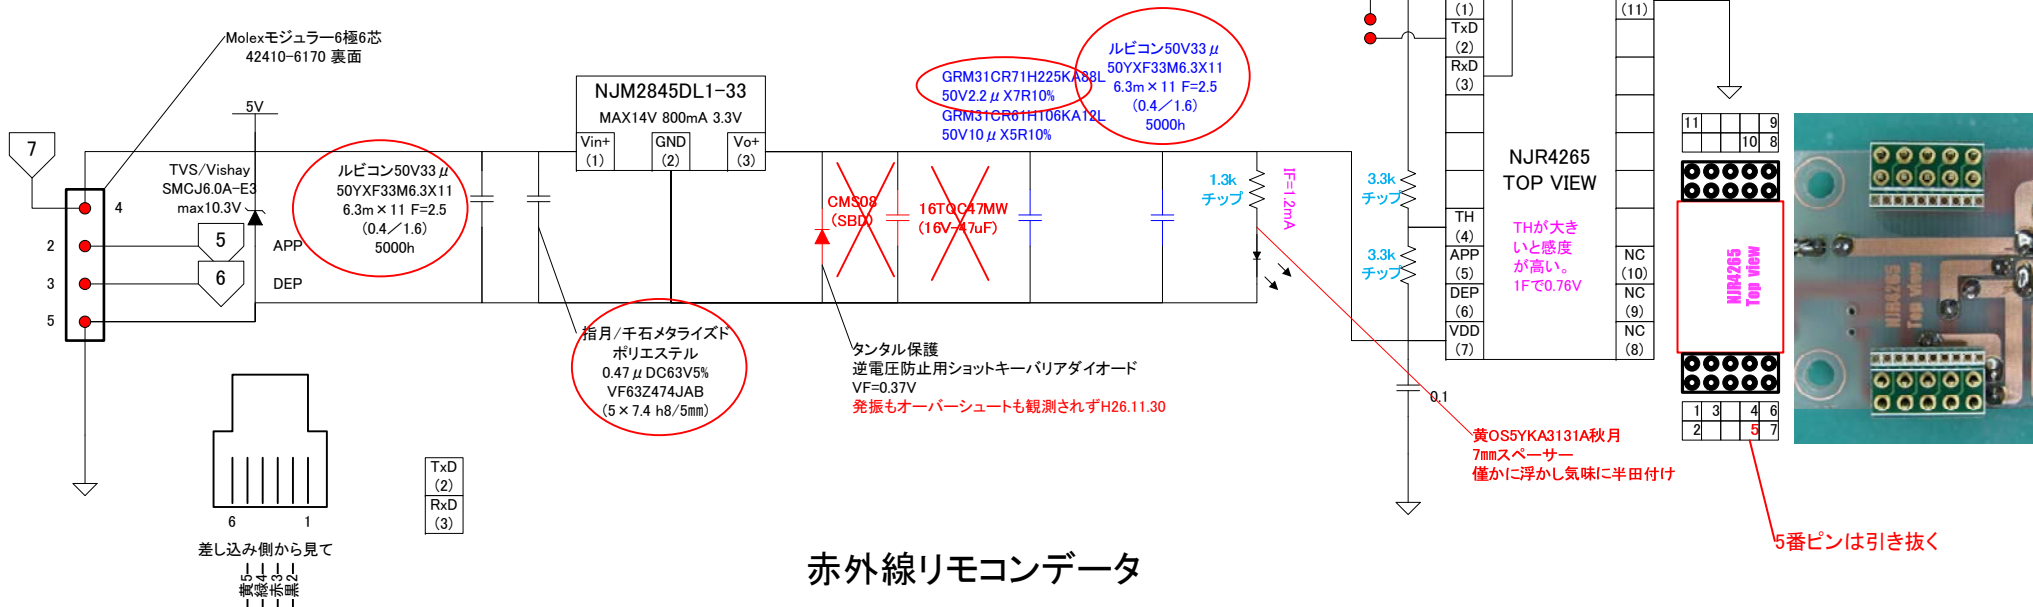 Molexモジュラー6極6芯
42410-6170 裏面
5V
7
TVS/Vishay
SMCJ6.0A-E3
max10.3V
4
2
3
5
5
6
APP
DEP
ルビコン50V33μ
50YXF33M6.3X11
6.3m×11 F=2.5
(0.4／1.6)
5000h
NJM2845DL1-33
MAX14V 800mA 3.3V
Vin+
(1)
GND
(2)
Vo+
(3)
指月/千石メタライズド
ポリエステル
0.47μDC63V5%
VF63Z474JAB
(5×7.4 h8/5㎜)
CMS08
(SBD)
16TQC47MW
(16V-47uF)
タンタル保護
逆電圧防止用ショットキーバリアダイオード
VF=0.37V
発振もオーバーシュートも観測されずH26.11.30
GRM31CR71H225KA88L
50V2.2μX7R10%
GRM31CR61H106KA12L
50V10μX5R10%
ルビコン50V33μ
50YXF33M6.3X11
6.3m×11 F=2.5
(0.4／1.6)
5000h
1.3k
チップ
IF=1.2mA
3.3k
チップ
3.3k
チップ
0.1
黄OS5YKA3131A秋月
7㎜スペーサー
僅かに浮かし気味に半田付け
(1)
TxD
(2)
RxD
(3)
TH
(4)
APP
(5)
DEP
(6)
VDD
(7)
NJR4265
TOP VIEW
THが大き
いと感度
が高い。
1Fで0.76V
(11)
NC
(10)
NC
(9)
NC
(8)
11 9
10 8
NJR4265
Top view
1 3 4 6
2 5 7
NJR4265
Top view
5番ピンは引き抜く
TxD
(2)
RxD
(3)
6 1
差し込み側から見て
黄5
緑4
赤3
黒2
赤外線リモコンデータ